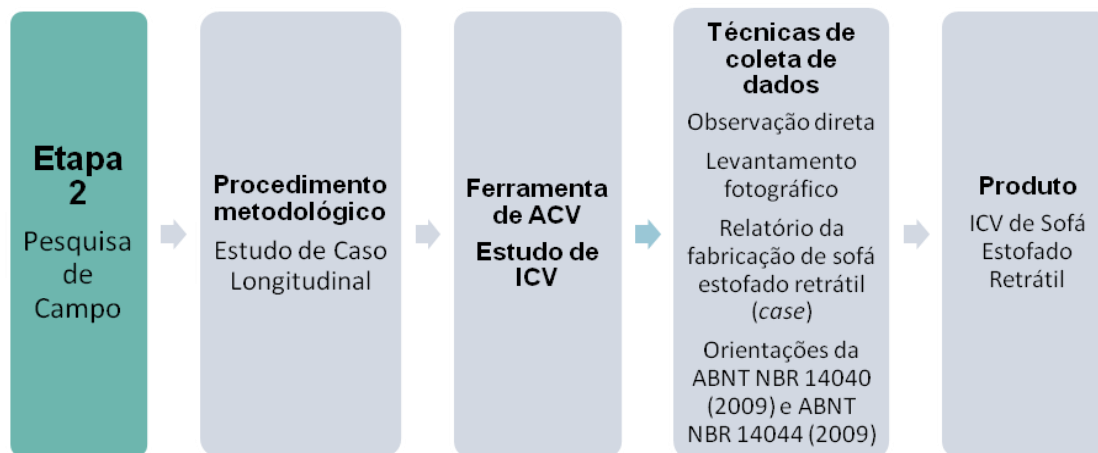 Etapa
2
Pesquisa
de
Campo
Procedimento
metodológico
Estudo de Caso
Longitudinal
Ferramenta
de ACV
Estudo de
ICV
Técnicas de
coleta de
dados
Observação direta
Levantamento
fotográfico
Relatório da
fabricação de sofá
estofado retrátil
(case)
Orientações da
ABNT NBR 14040
(2009) e ABNT
NBR 14044 (2009)
Produto
ICV de Sofá
Estofado
Retrátil